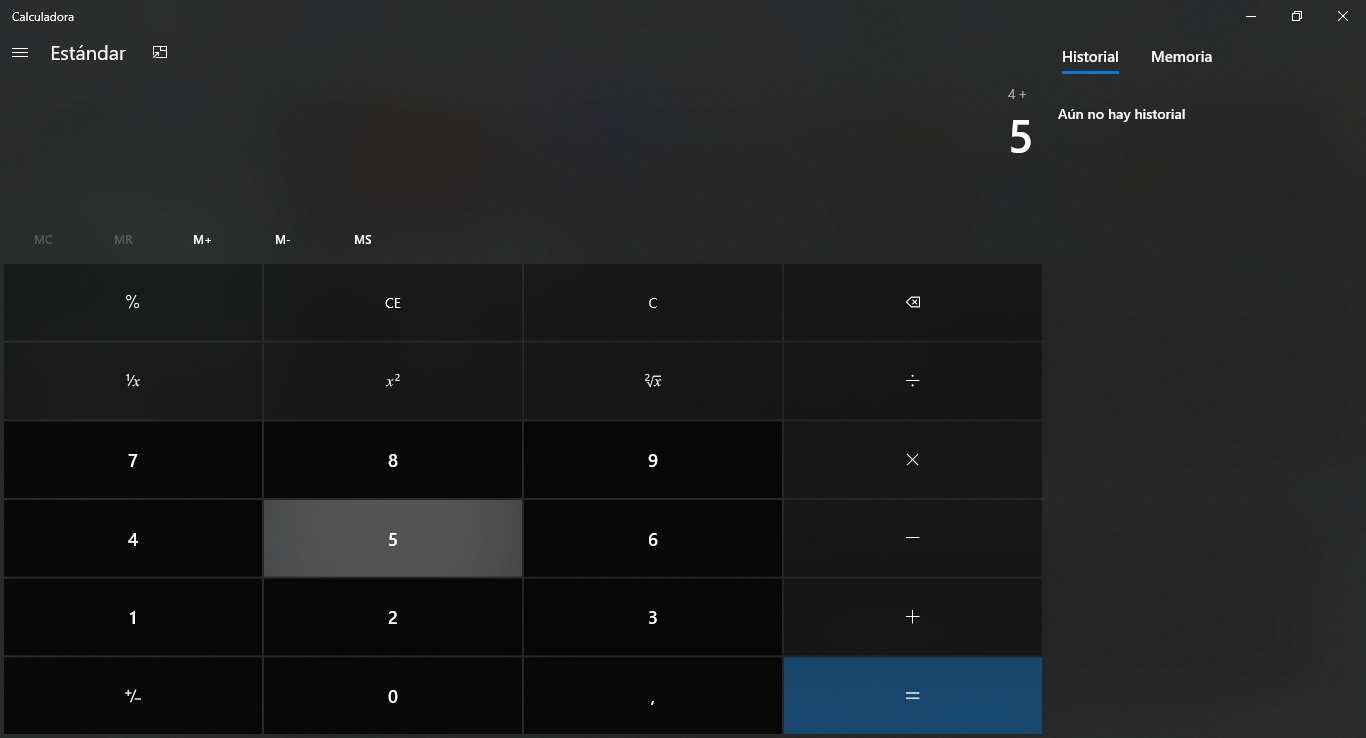 Calculadora
Estándar
Historial Memoria
4 +
5
Aún no hay historial
MC MR M+ M- MS
% CE C
¹/x x² ²√x ÷
7 8 9 ×
4 5 6 −
1 2 3 +
+/− 0 , =